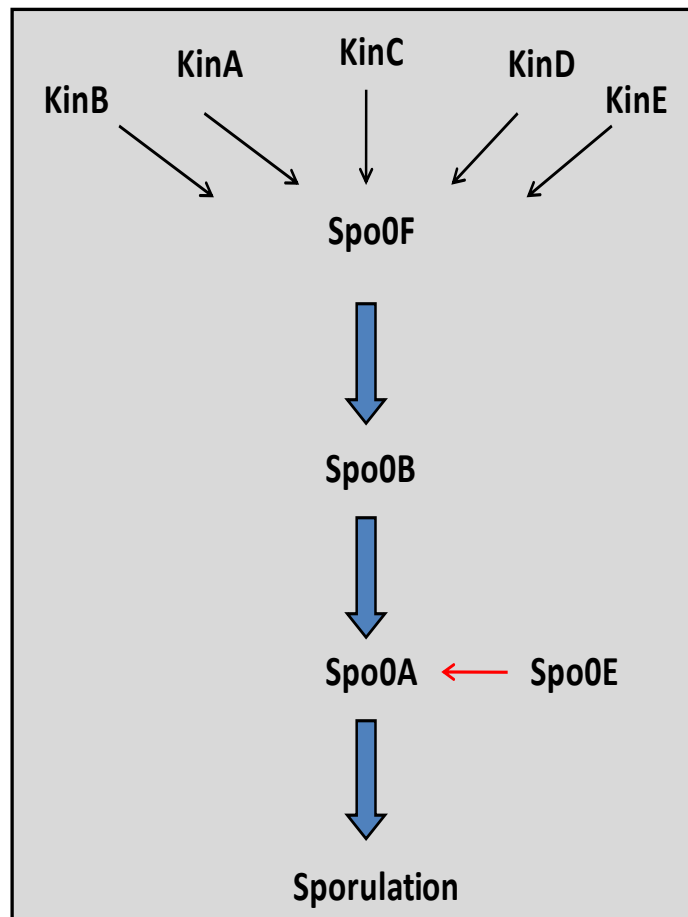 KinB
KinA
KinC
KinD
KinE
Spo0F
Spo0B
Spo0A
Spo0E
Sporulation